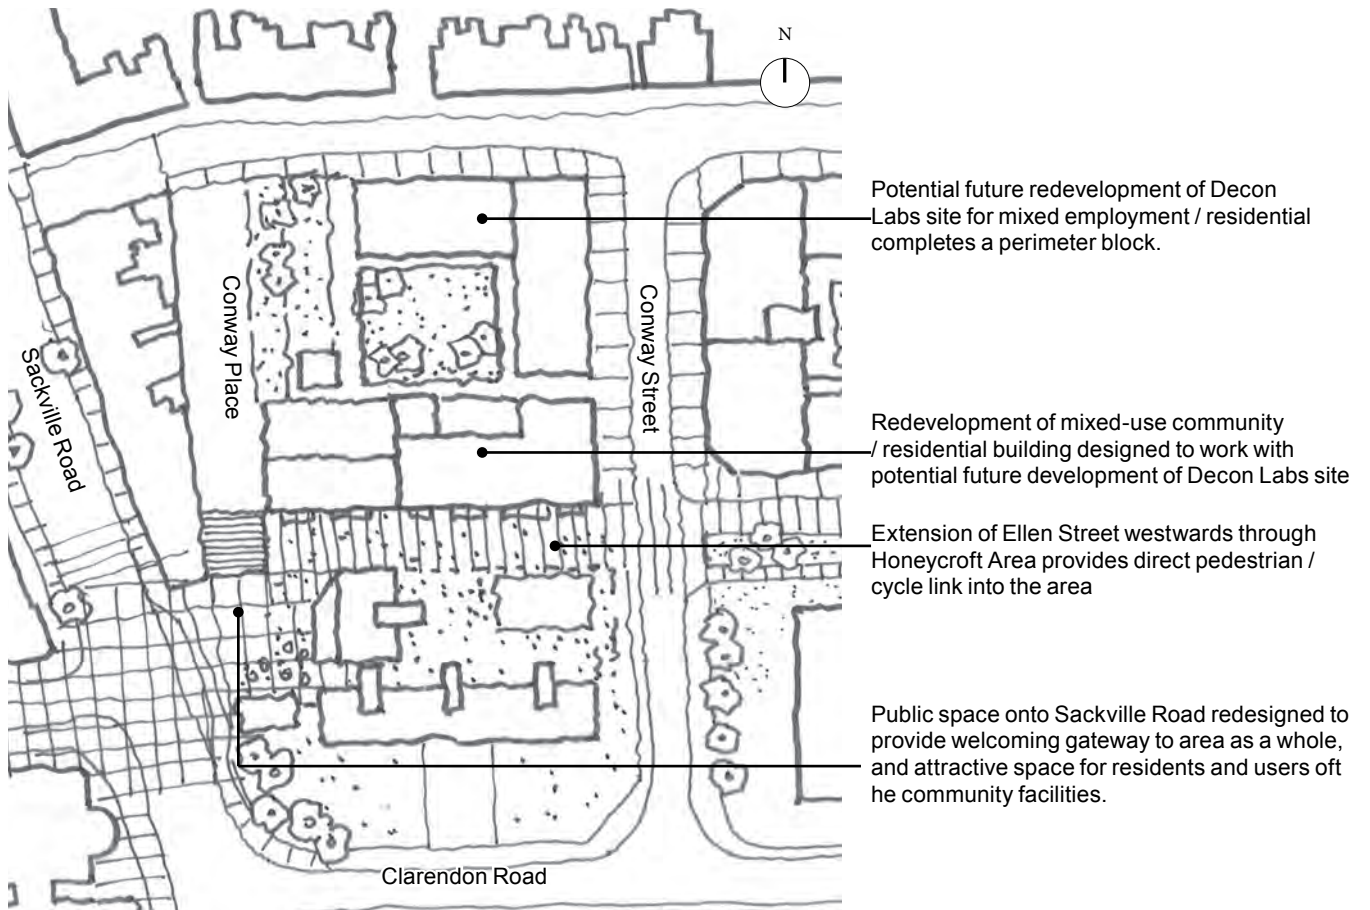 N
Potential future redevelopment of Decon
Labs site for mixed employment / residential
completes a perimeter block.
Conway Place
Conway Street
Sackville Road
Redevelopment of mixed-use community
/ residential building designed to work with
potential future development of Decon Labs site
Extension of Ellen Street westwards through
Honeycroft Area provides direct pedestrian /
cycle link into the area
Public space onto Sackville Road redesigned to
provide welcoming gateway to area as a whole,
and attractive space for residents and users oft
he community facilities.
Clarendon Road